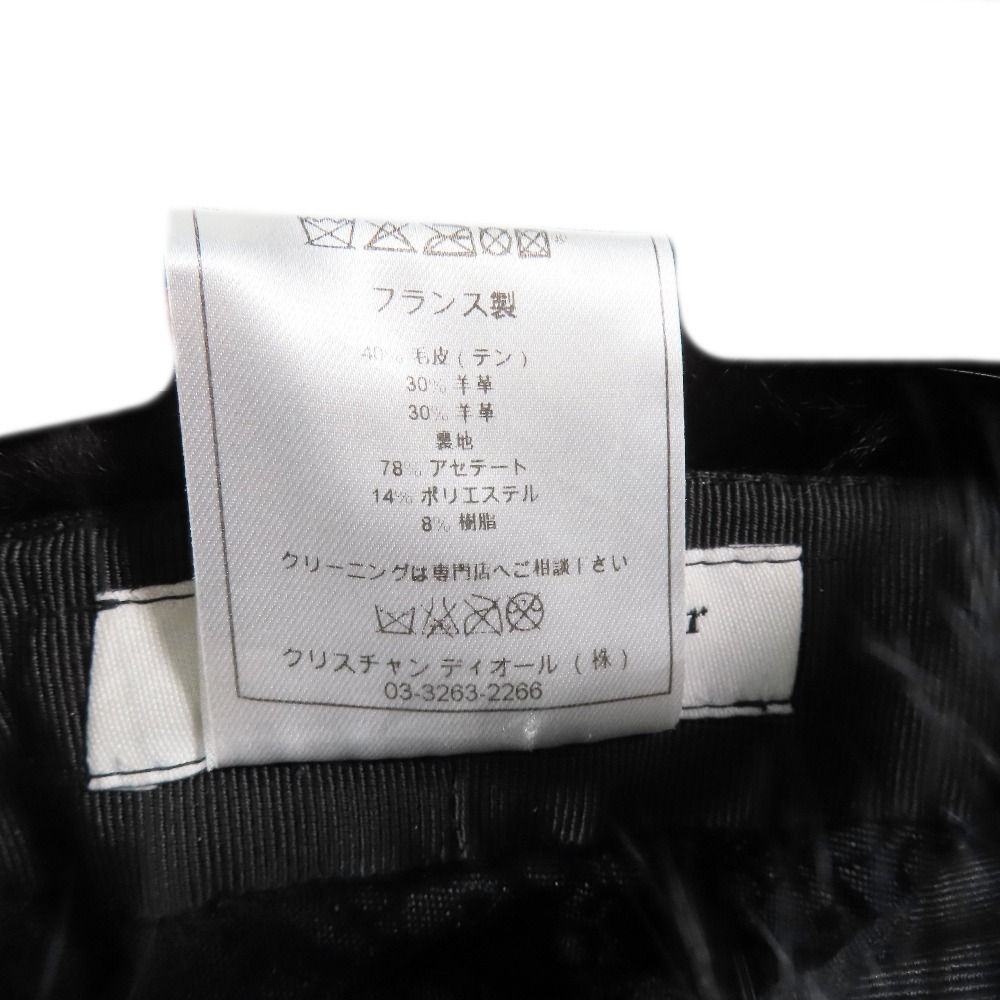 フランス製
40% 毛皮 ( テン )
30% 羊革
30% 羊革
裏地
78% アセテート
14% ポリエステル
8% 樹脂
クリーニングは専門店へご相談下さい
クリスチャン ディオール ( 株 )
03-3263-2266
r